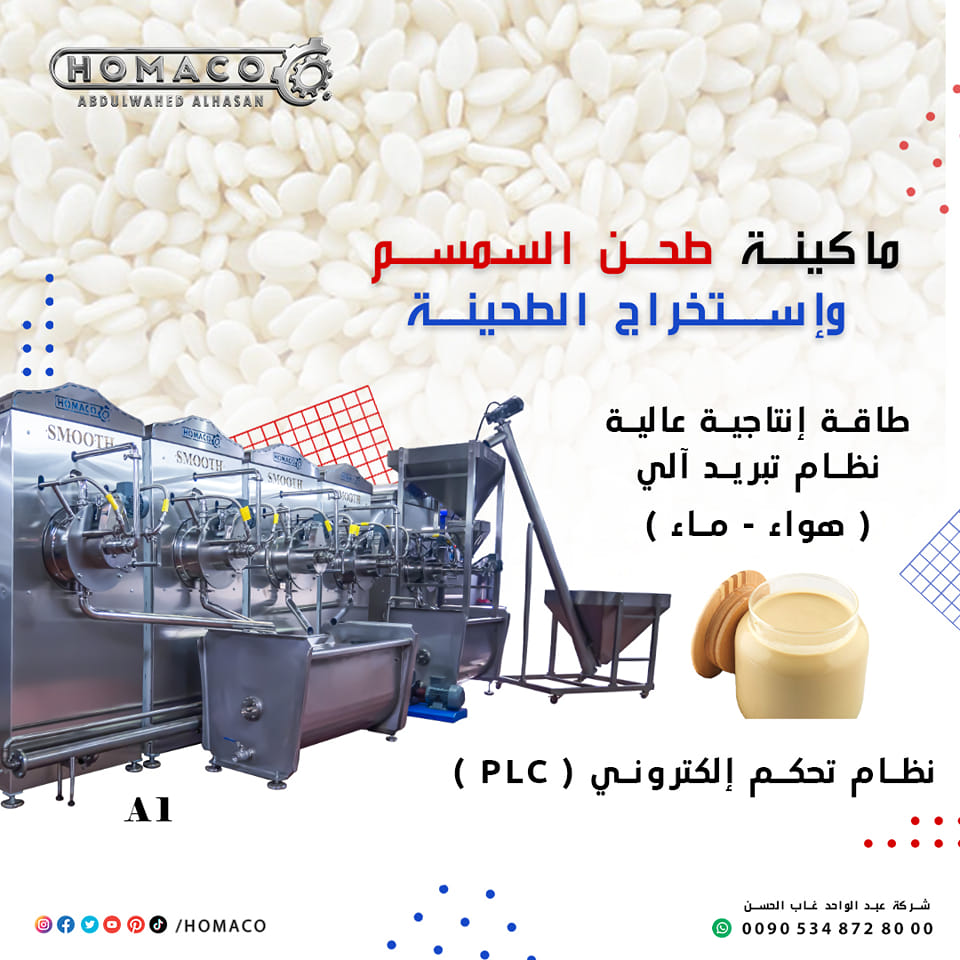 HOMACO
ABDULWAHED ALHASAN
ماكينة طحن السمسم
وإستخراج الطحينة
طاقة إنتاجية عالية
نظام تبريد آلي
( هواء - ماء )
HOMACO
SMOOTH
HOMACO
SMOOTH
HOMACO
SMOOTH
SMOOTH
نظام تحكم إلكتروني ( PLC )
A1
/HOMACO
شركة عبد الواحد غاب الحسن
0090 534 872 80 00